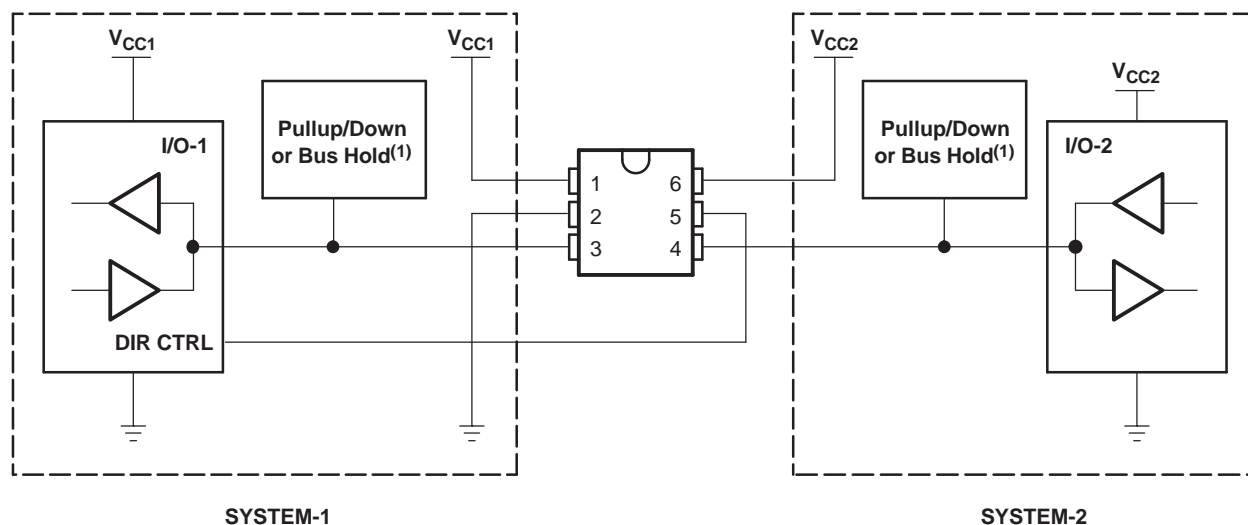 VCC1
VCC1
VCC2
VCC2
I/O-1
Pullup/Down
or Bus Hold(1)
Pullup/Down
or Bus Hold(1)
I/O-2
1
6
2
5
3
4
DIR CTRL
SYSTEM-1
SYSTEM-2